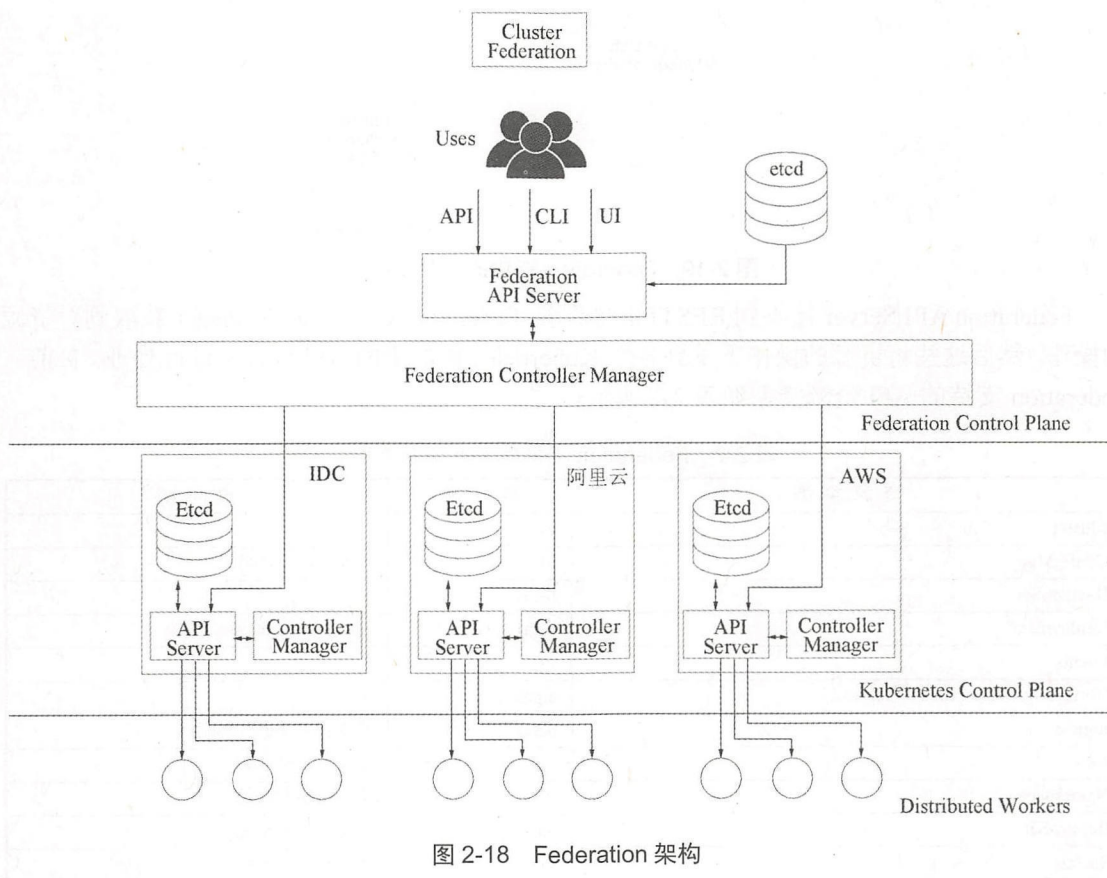 Cluster
Federation
Uses
etcd
API
CLI
UI
Federation
API Server
Federation Controller Manager
Federation Control Plane
IDC
阿里云
AWS
Etcd
Etcd
Etcd
API
Server
Controller
Manager
API
Server
Controller
Manager
API
Server
Controller
Manager
Kubernetes Control Plane
Distributed Workers
图 2-18 Federation 架构